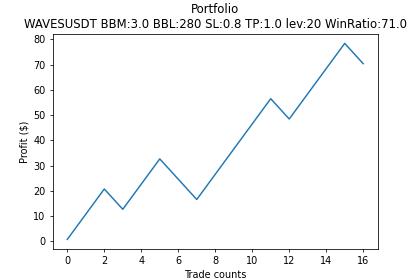 Portfolio
WAVESUSDT BBM:3.0 BBL:280 SL:0.8 TP:1.0 lev:20 WinRatio:71.0
80
70
60
50
40
30
20
10
0
Profit ($)
0 2 4 6 8 10 12 14 16
Trade counts